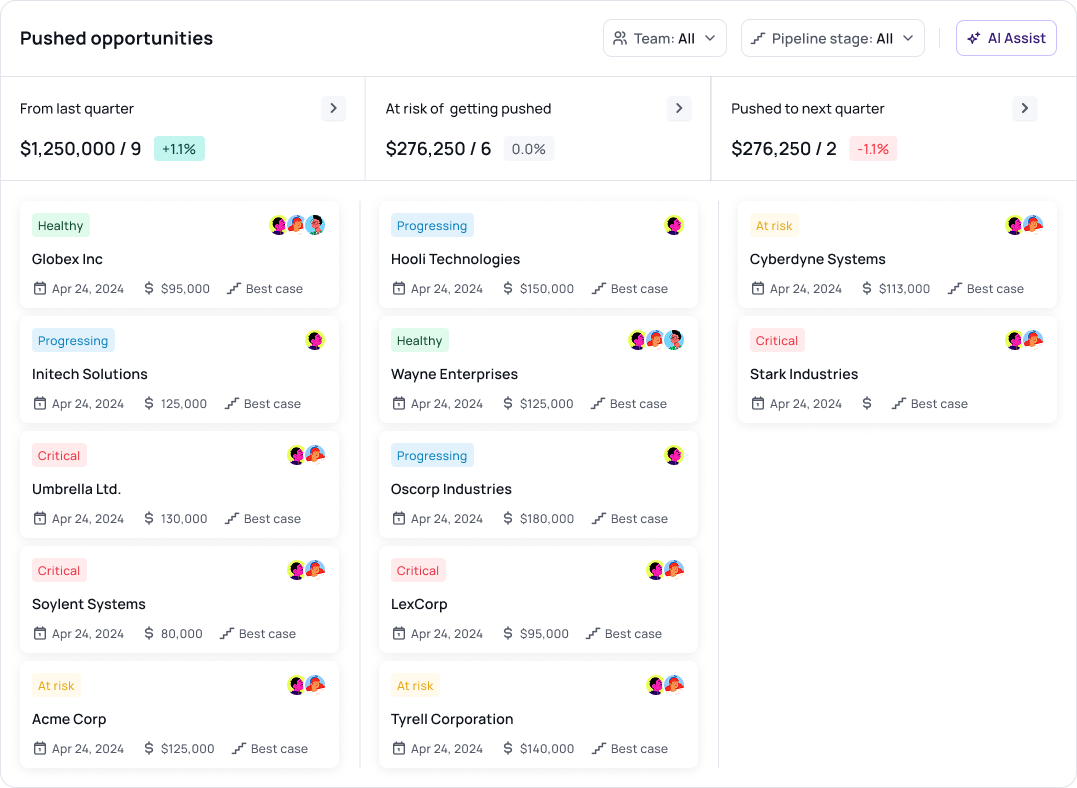 Pushed opportunities
Team: All
Pipeline stage: All
AI Assist
From last quarter
$1,250,000 / 9 +1.1%
At risk of getting pushed
$276,250 / 6 0.0%
Pushed to next quarter
$276,250 / 2 -1.1%
Healthy
Globex Inc
Apr 24, 2024 $ $95,000 Best case
Progressing
Initech Solutions
Apr 24, 2024 $ 125,000 Best case
Critical
Umbrella Ltd.
Apr 24, 2024 $ 130,000 Best case
Critical
Soylent Systems
Apr 24, 2024 $ 80,000 Best case
At risk
Acme Corp
Apr 24, 2024 $ $125,000 Best case
Progressing
Hooli Technologies
Apr 24, 2024 $ $150,000 Best case
Healthy
Wayne Enterprises
Apr 24, 2024 $ $125,000 Best case
Progressing
Oscorp Industries
Apr 24, 2024 $ $180,000 Best case
Critical
LexCorp
Apr 24, 2024 $ $95,000 Best case
At risk
Tyrell Corporation
Apr 24, 2024 $ $140,000 Best case
At risk
Cyberdyne Systems
Apr 24, 2024 $ $113,000 Best case
Critical
Stark Industries
Apr 24, 2024 $ Best case